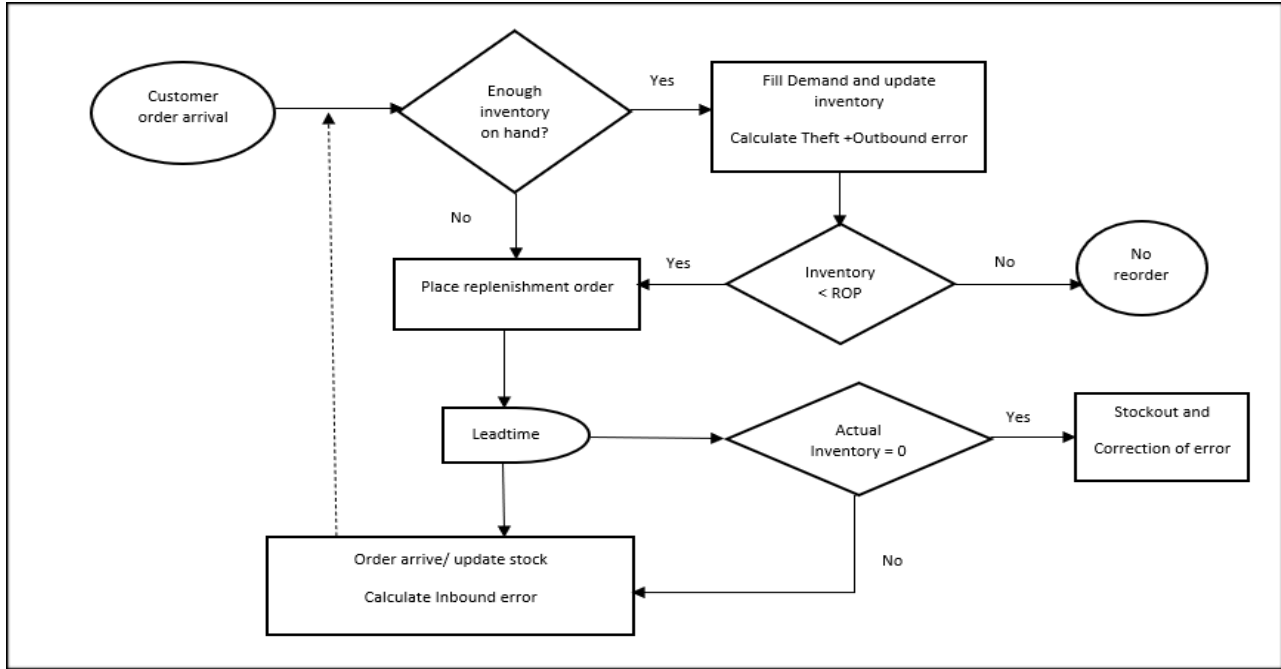 Customer
order arrival
Enough
inventory
on hand?
Yes
Fill Demand and update
inventory
Calculate Theft +Outbound error
No
Place replenishment order
Yes
Inventory
< ROP
No
No
reorder
Leadtime
Actual
Inventory = 0
Yes
Stockout and
Correction of error
No
Order arrive/ update stock
Calculate Inbound error